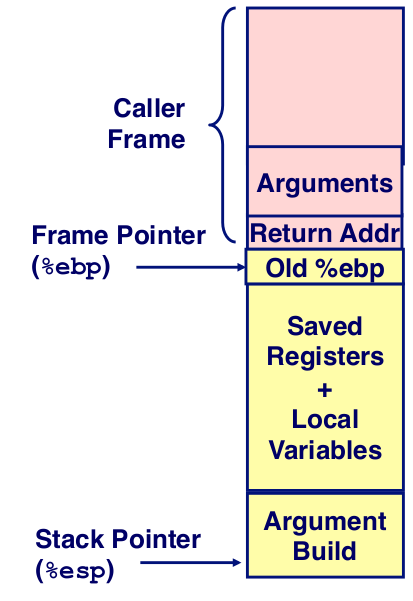 Caller
Frame
Arguments
Return Addr
Frame Pointer
(%ebp)
Old %ebp
Saved
Registers
+
Local
Variables
Argument
Build
Stack Pointer
(%esp)